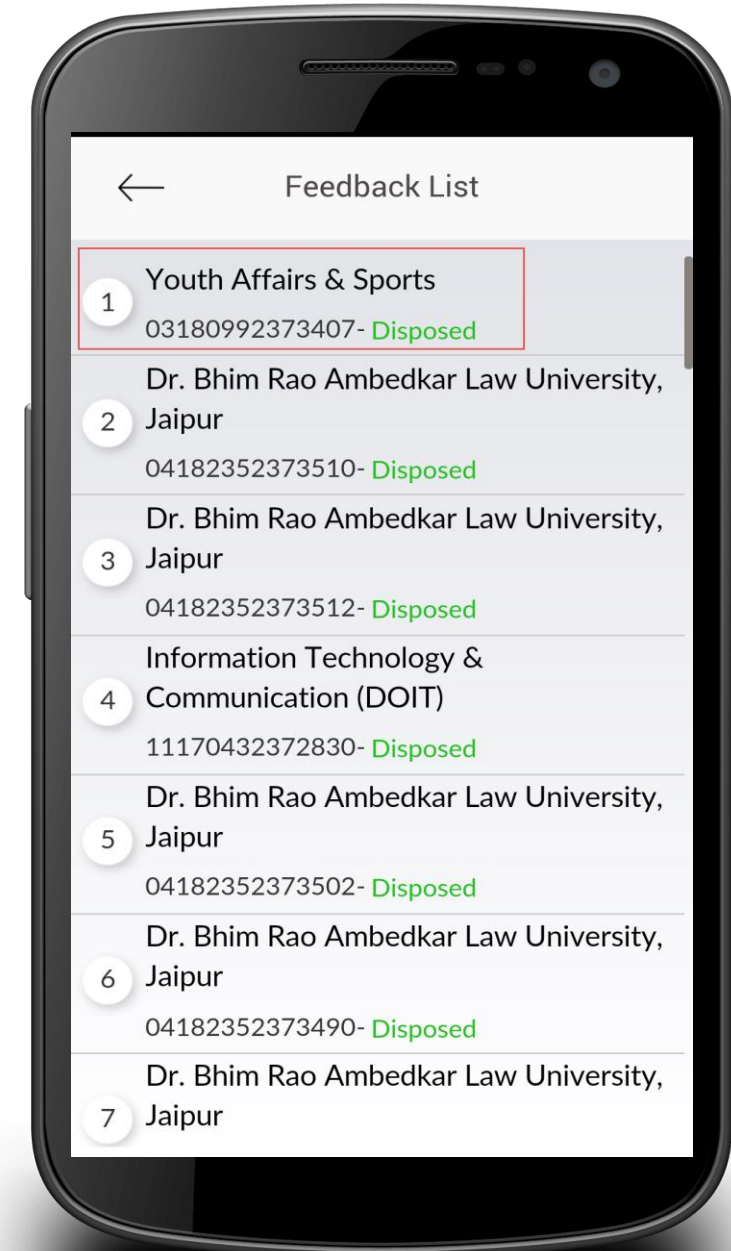 Feedback List
1
Youth Affairs & Sports
03180992373407- Disposed
2
Dr. Bhim Rao Ambedkar Law University,
Jaipur
04182352373510- Disposed
3
Dr. Bhim Rao Ambedkar Law University,
Jaipur
04182352373512- Disposed
4
Information Technology &
Communication (DOIT)
11170432372830- Disposed
5
Dr. Bhim Rao Ambedkar Law University,
Jaipur
04182352373502- Disposed
6
Dr. Bhim Rao Ambedkar Law University,
Jaipur
04182352373490- Disposed
7
Dr. Bhim Rao Ambedkar Law University,
Jaipur